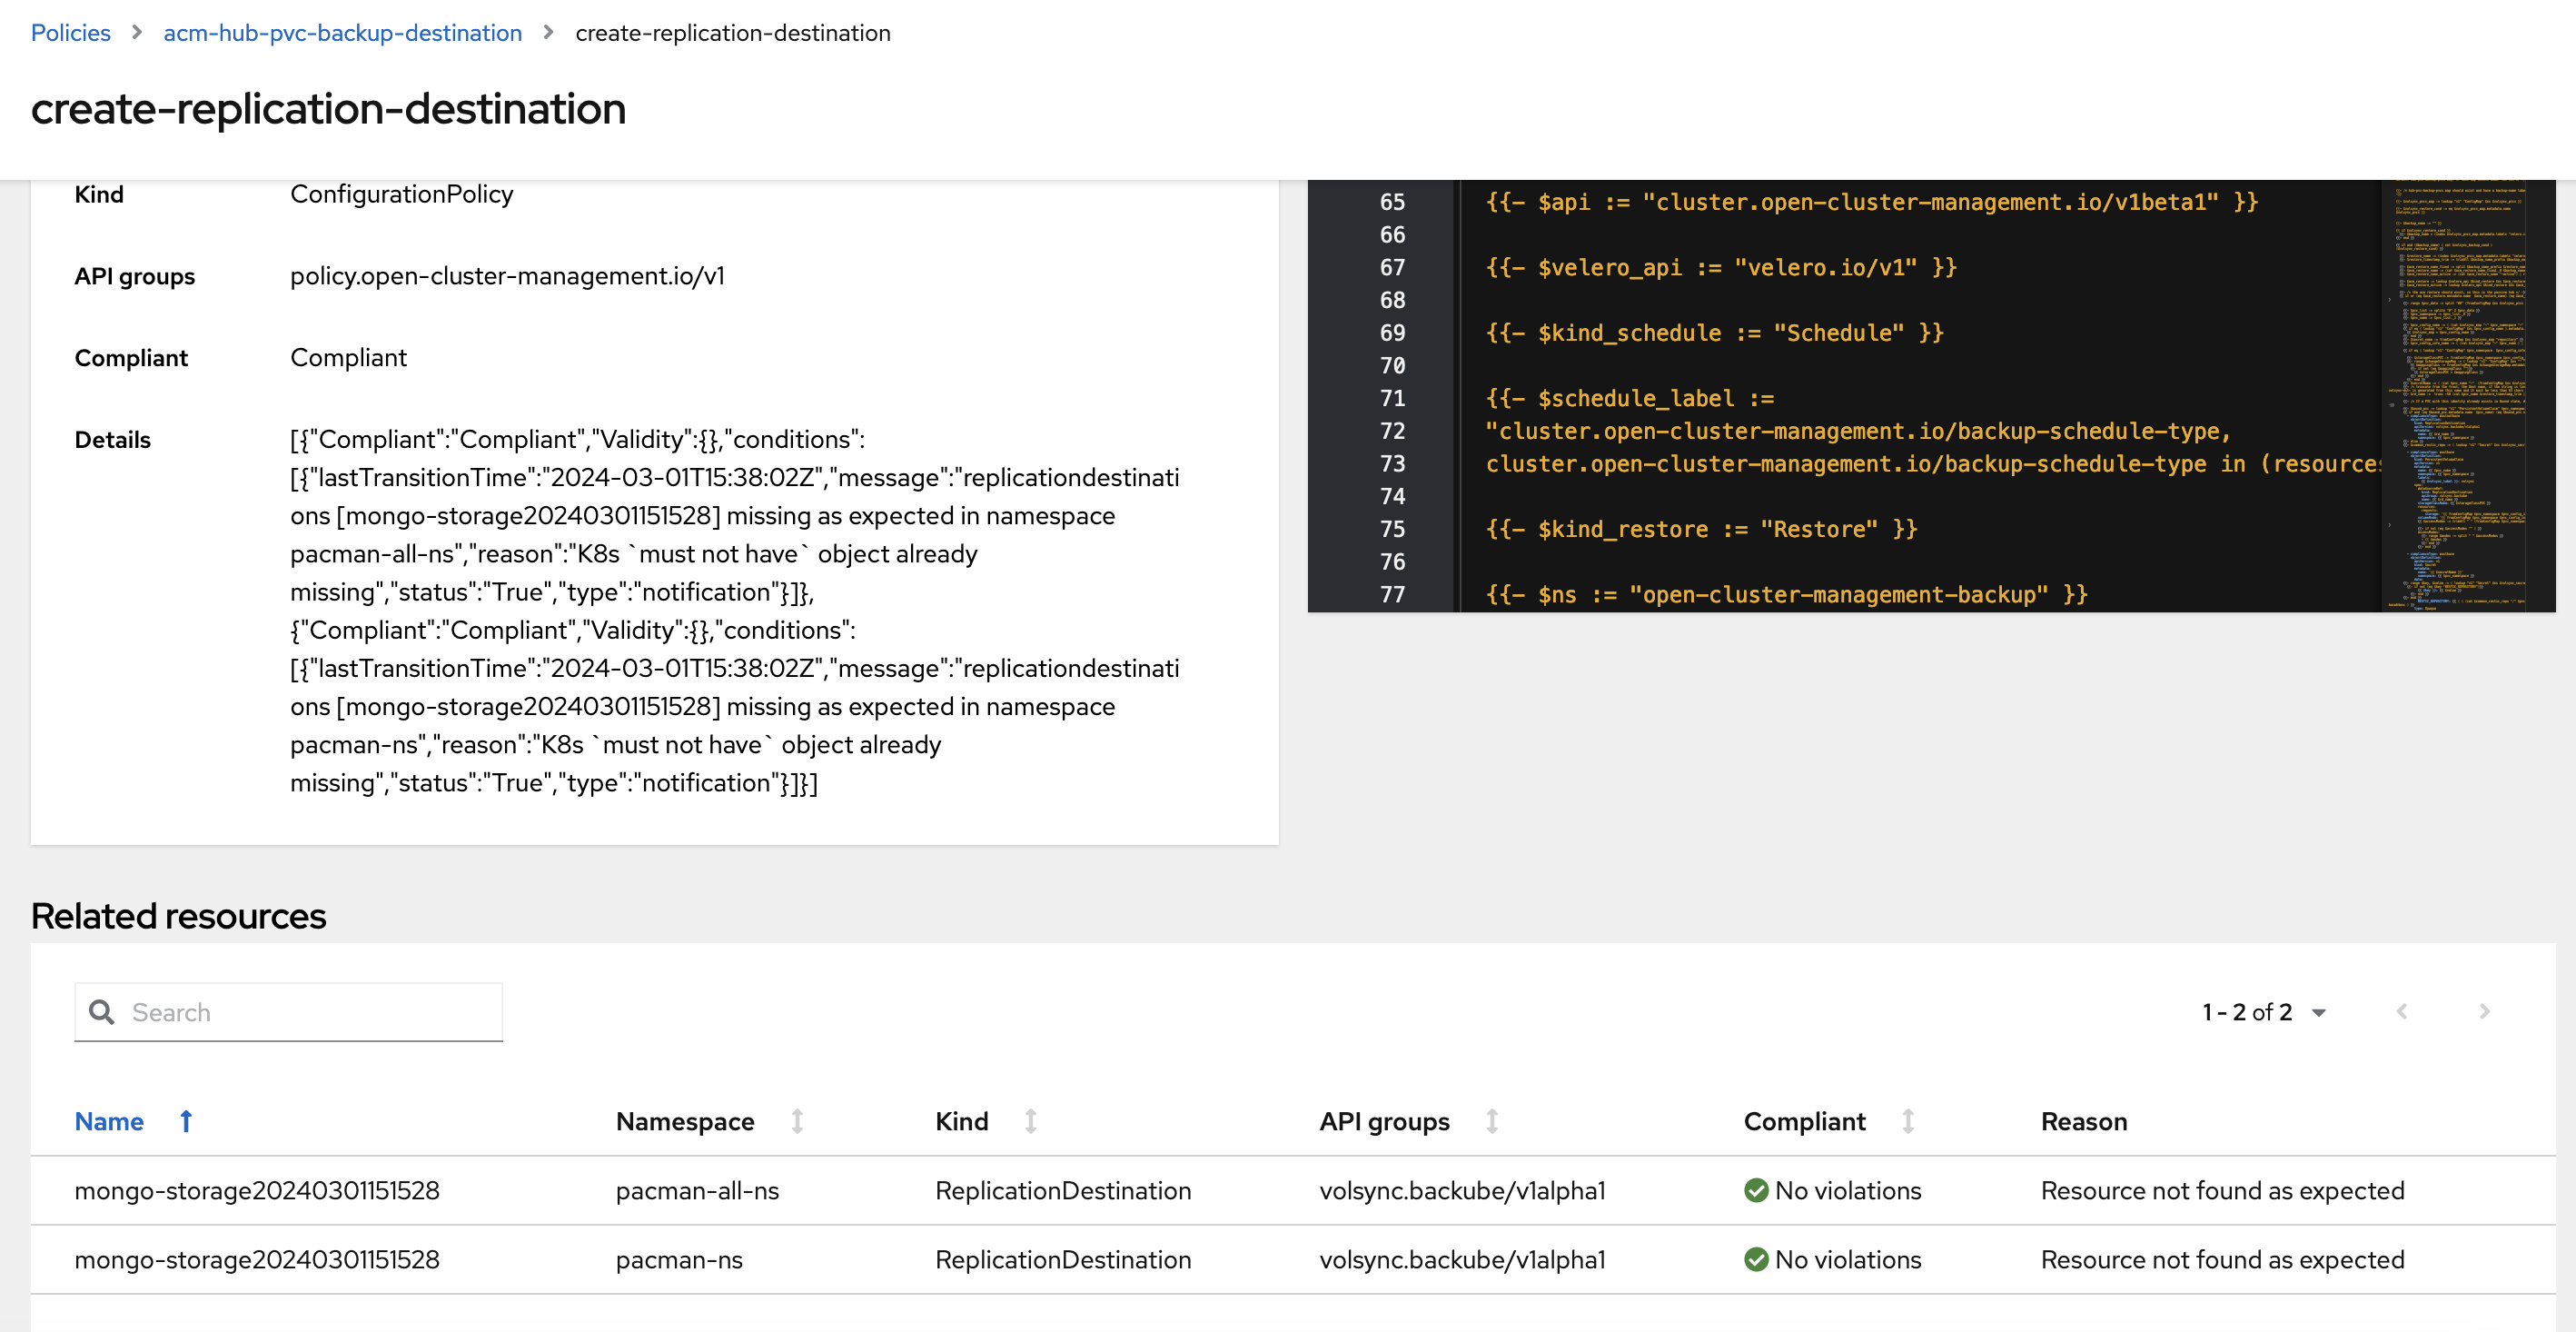 Policies > acm-hub-pvc-backup-destination > create-replication-destination
create-replication-destination
Kind ConfigurationPolicy
API groups policy.open-cluster-management.io/v1
Compliant Compliant
Details [{"Compliant":"Compliant","Validity":{},"conditions":
[{"lastTransitionTime":"2024-03-01T15:38:02Z","message":"replicationdestinati
ons [mongo-storage20240301151528] missing as expected in namespace
pacman-all-ns","reason":"K8s `must not have` object already
missing","status":"True","type":"notification"}]},
{"Compliant":"Compliant","Validity":{},"conditions":
[{"lastTransitionTime":"2024-03-01T15:38:02Z","message":"replicationdestinati
ons [mongo-storage20240301151528] missing as expected in namespace
pacman-ns","reason":"K8s `must not have` object already
missing","status":"True","type":"notification"}]}]
65 {{- $api := "cluster.open-cluster-management.io/v1beta1" }}
66
67 {{- $velero_api := "velero.io/v1" }}
68
69 {{- $kind_schedule := "Schedule" }}
70
71 {{- $schedule_label :=
72 "cluster.open-cluster-management.io/backup-schedule-type,
73 cluster.open-cluster-management.io/backup-schedule-type in (resources
74
75 {{- $kind_restore := "Restore" }}
76
77 {{- $ns := "open-cluster-management-backup" }}
Related resources
Search
1 - 2 of 2
Name Namespace Kind API groups Compliant Reason
mongo-storage20240301151528 pacman-all-ns ReplicationDestination volsync.backube/v1alpha1 No violations Resource not found as expected
mongo-storage20240301151528 pacman-ns ReplicationDestination volsync.backube/v1alpha1 No violations Resource not found as expected